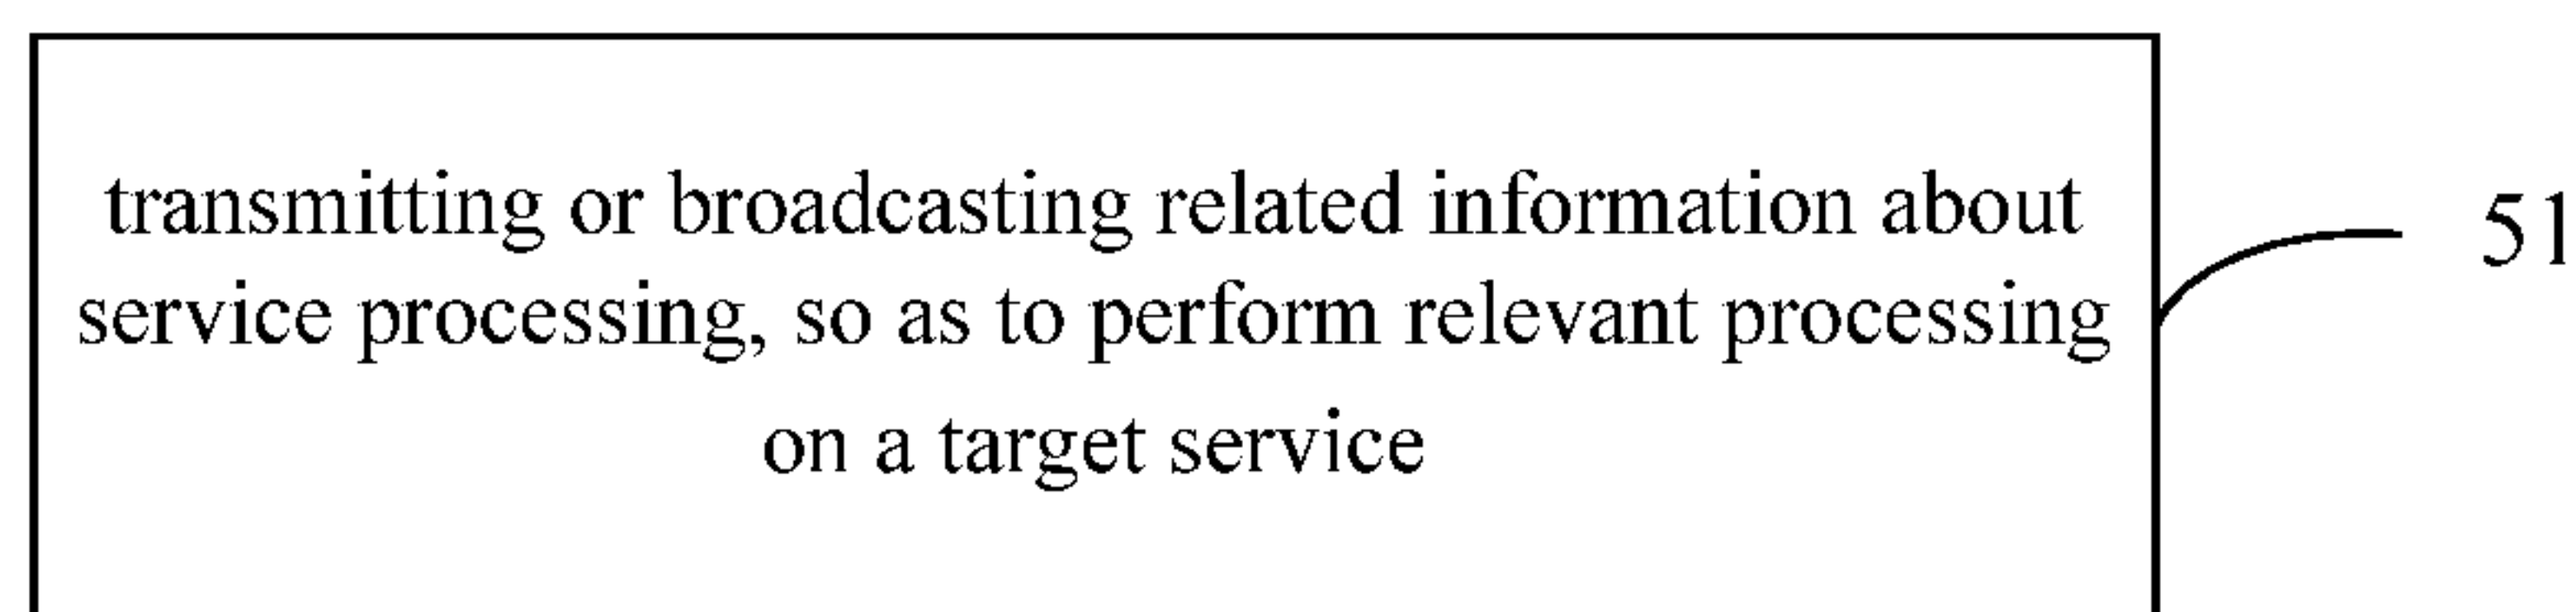 transmitting or broadcasting related information about
service processing, so as to perform relevant processing
on a target service
51